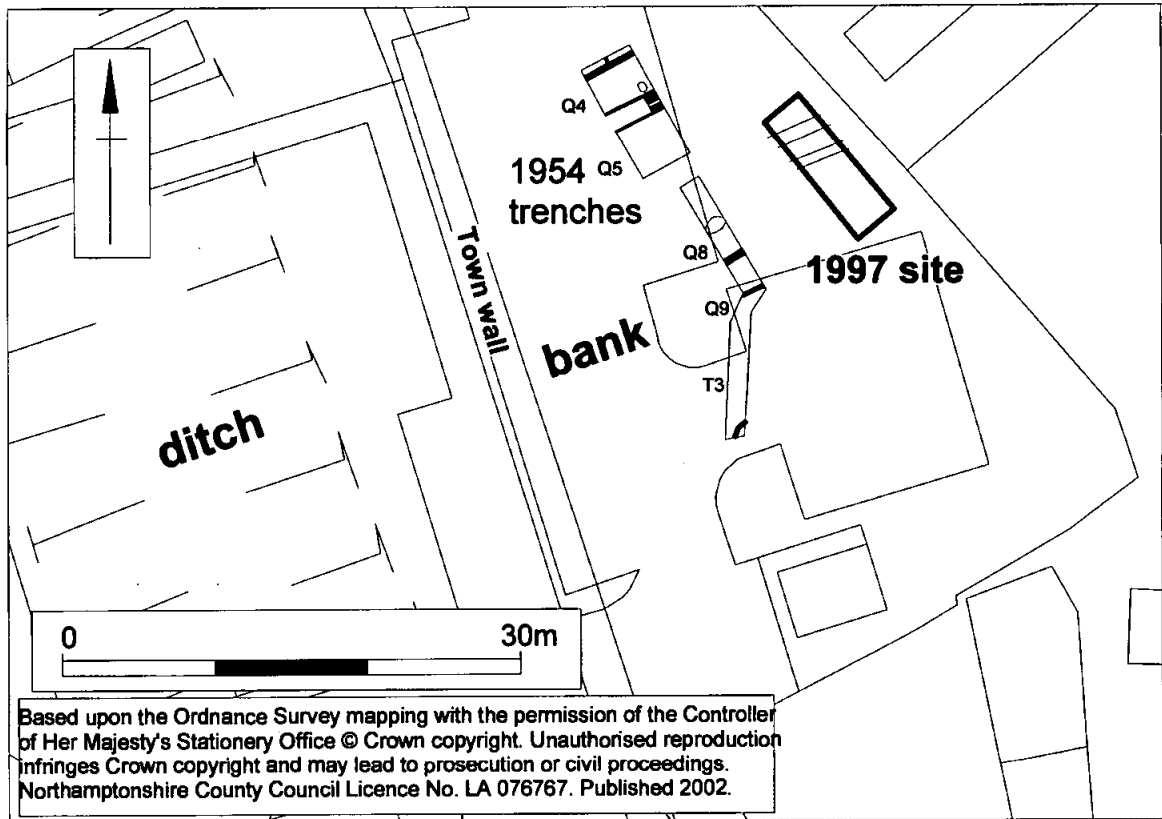 Q4
1954 Q5
trenches
Town wall
Q8
1997 site
Q9
bank
T3
ditch
0 30m
Based upon the Ordnance Survey mapping with the permission of the Controller
of Her Majesty's Stationery Office © Crown copyright. Unauthorised reproduction
infringes Crown copyright and may lead to prosecution or civil proceedings.
Northamptonshire County Council Licence No. LA 076767. Published 2002.